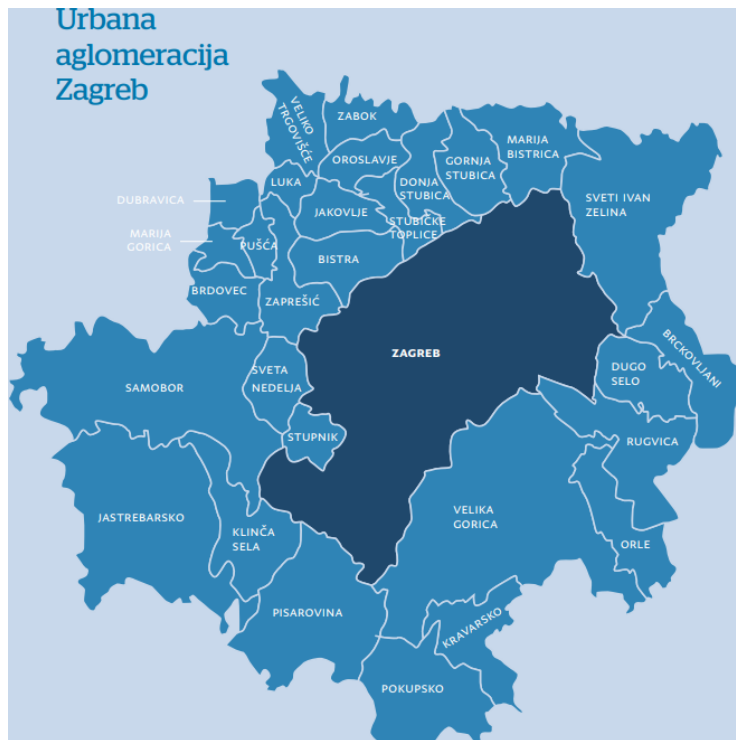 Urbana
aglomeracija
Zagreb
VELIKO
TRGOVIŠĆE
ZABOK
OROSLAVJE
MARIJA
BISTRICA
GORNJA
STUBICA
DONJA
STUBICA
LUKA
DUBRAVICA
JAKOVLJE
SVETI IVAN
ZELINA
STUBIČKE
TOPLICE
MARIJA
GORICA
PUŠĆA
BISTRA
BRDOVEC
ZAPREŠIĆ
ZAGREB
BRCKOVLJANI
SVETA
NEDELJA
DUGO
SELO
SAMOBOR
STUPNIK
RUGVICA
JASTREBARSKO
VELIKA
GORICA
KLINČA
SELA
ORLE
PISAROVINA
KRAVARSKO
POKUPSKO